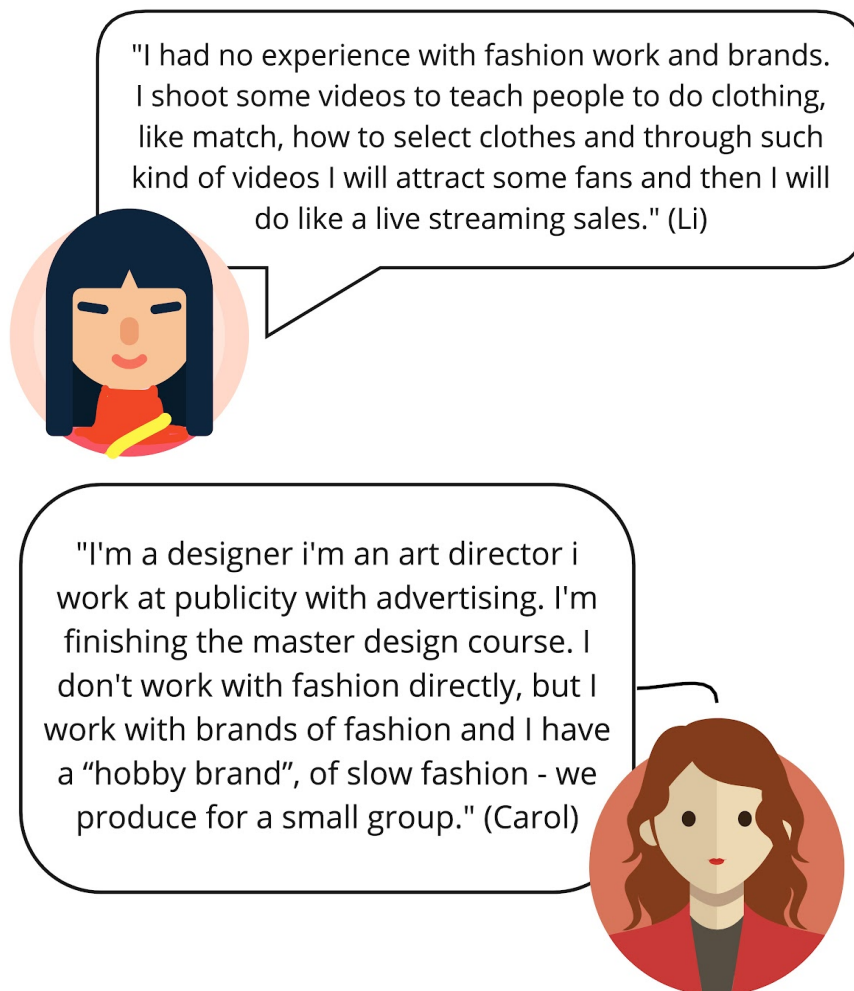 "I had no experience with fashion work and brands.
I shoot some videos to teach people to do clothing,
like match, how to select clothes and through such
kind of videos I will attract some fans and then I will
do like a live streaming sales." (Li)
"I'm a designer i'm an art director i
work at publicity with advertising. I'm
finishing the master design course. I
don't work with fashion directly, but I
work with brands of fashion and I have
a “hobby brand”, of slow fashion - we
produce for a small group." (Carol)